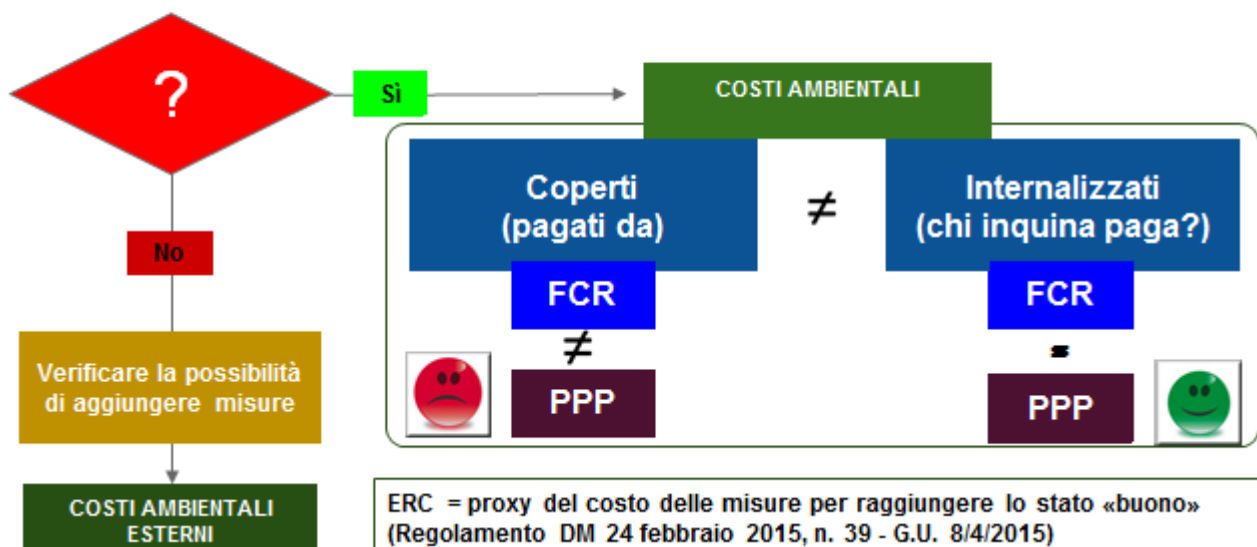 ?
Sì
COSTI AMBIENTALI
Coperti
(pagati da)
≠
Internalizzati
(chi inquina paga?)
No
FCR
≠
PPP
FCR
=
PPP
Verificare la possibilità
di aggiungere misure
COSTI AMBIENTALI
ESTERNI
ERC = proxy del costo delle misure per raggiungere lo stato «buono»
(Regolamento DM 24 febbraio 2015, n. 39 - G.U. 8/4/2015)